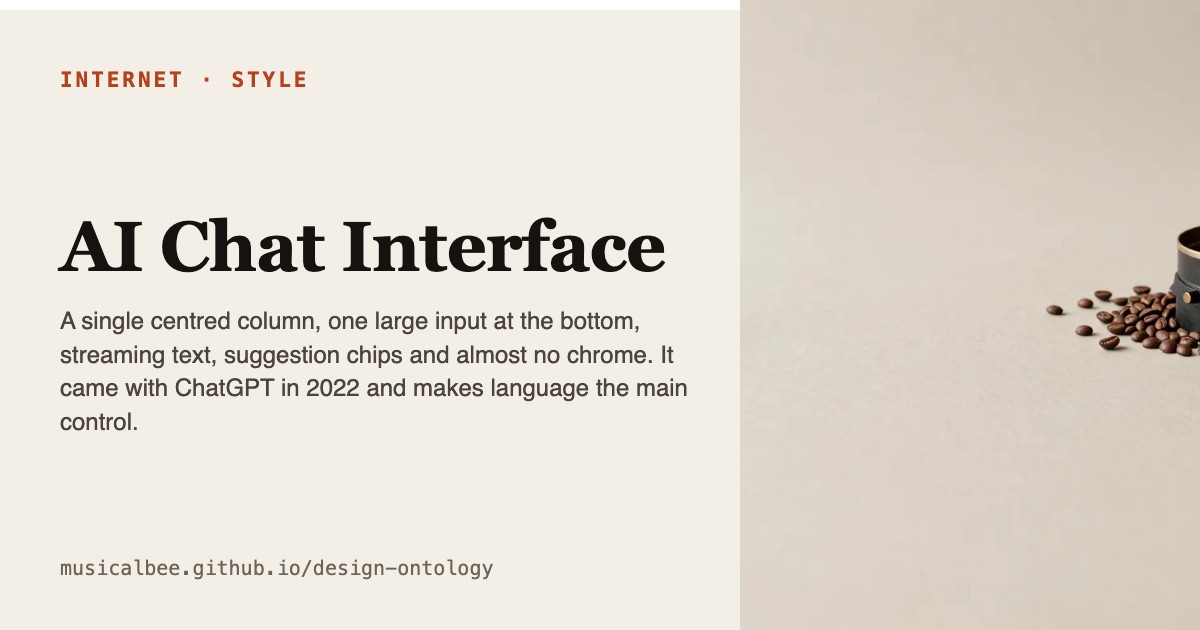 INTERNET · STYLE
AI Chat Interface
A single centred column, one large input at the bottom,
streaming text, suggestion chips and almost no chrome. It
came with ChatGPT in 2022 and makes language the main
control.
musicalbee.github.io/design-ontology